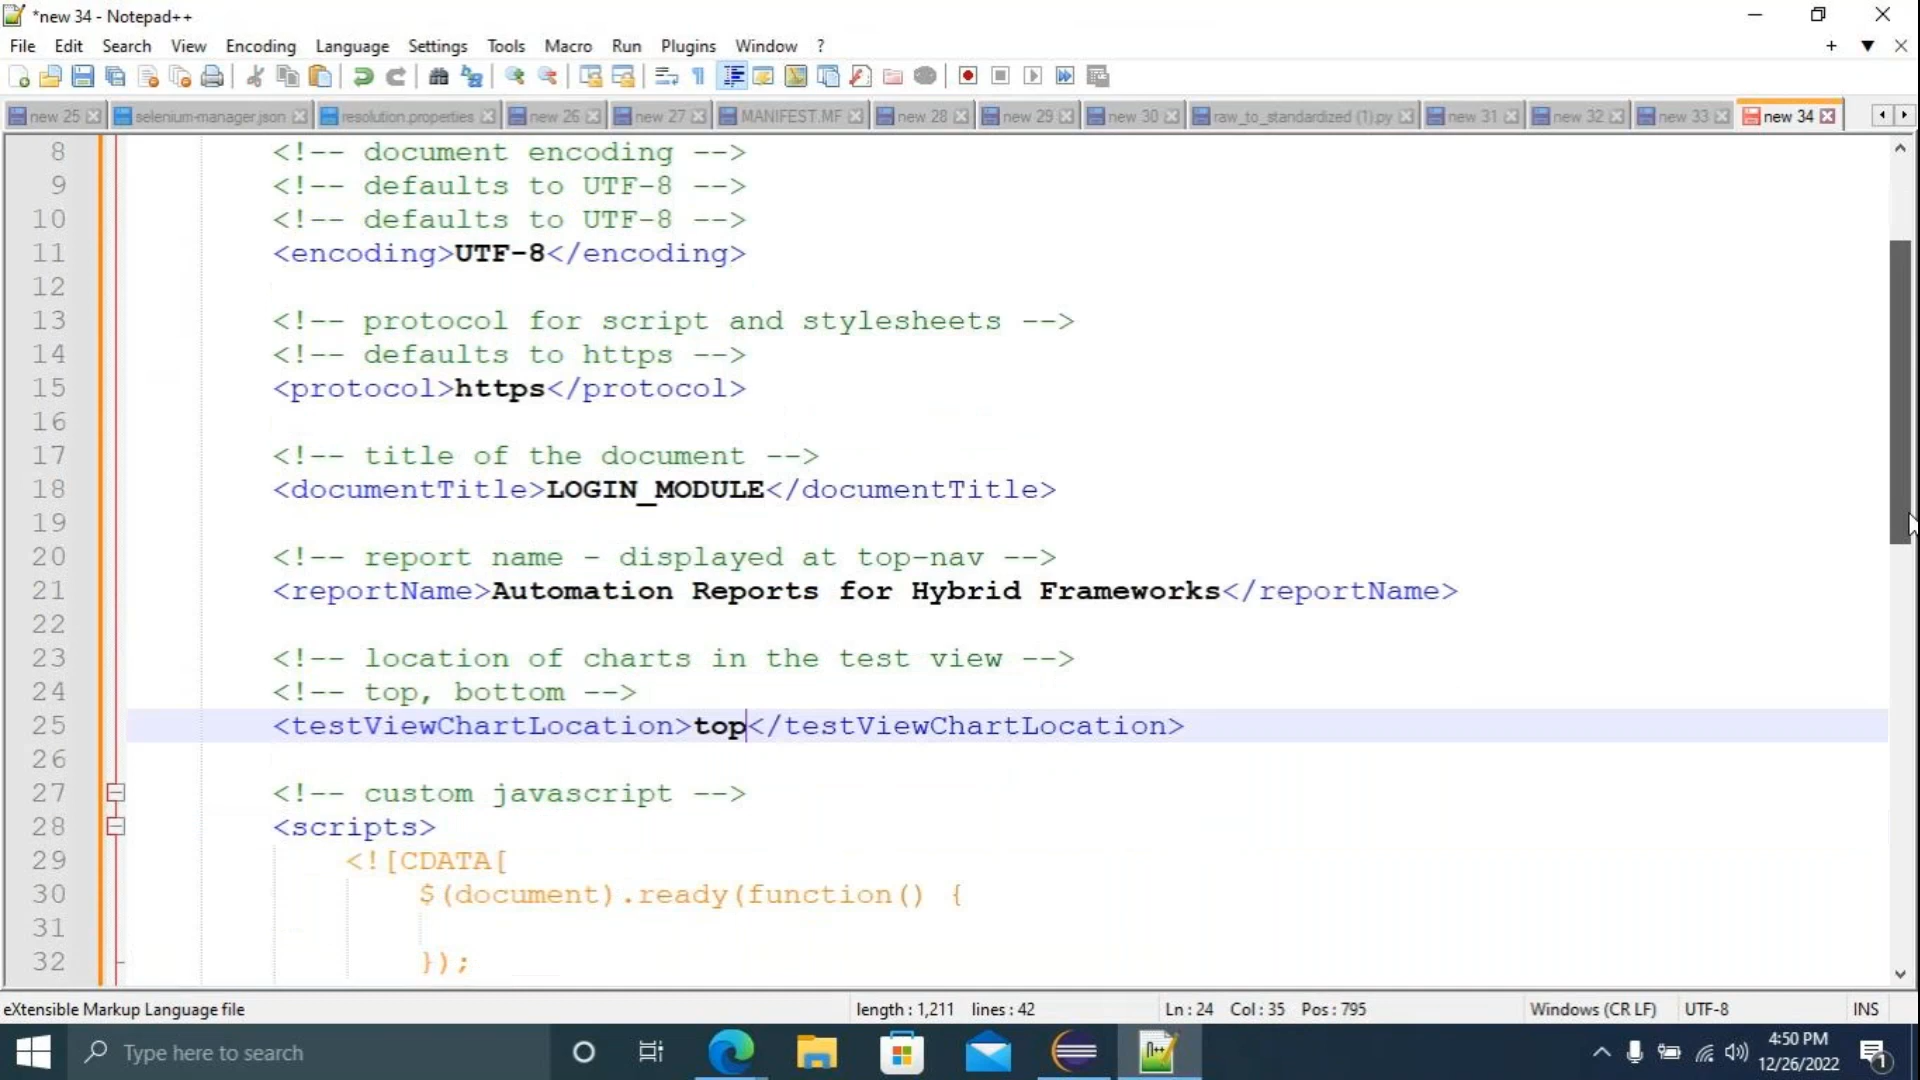 *new 34 - Notepad++
File Edit Search View Encoding Language Settings Tools Macro Run Plugins Window ?
new 25 selenium-manager.json resolution.properties new 26 new 27 MANIFEST.MF new 28 new 29 new 30 raw_to_standardized (1).py new 31 new 32 new 33 new 34
8 <!-- document encoding -->
9 <!-- defaults to UTF-8 -->
10 <!-- defaults to UTF-8 -->
11 <encoding>UTF-8</encoding>
12
13 <!-- protocol for script and stylesheets -->
14 <!-- defaults to https -->
15 <protocol>https</protocol>
16
17 <!-- title of the document -->
18 <documentTitle>LOGIN_MODULE</documentTitle>
19
20 <!-- report name - displayed at top-nav -->
21 <reportName>Automation Reports for Hybrid Frameworks</reportName>
22
23 <!-- location of charts in the test view -->
24 <!-- top, bottom -->
25 <testViewChartLocation>top</testViewChartLocation>
26
27 <!-- custom javascript -->
28 <scripts>
29 <![CDATA[
30 $(document).ready(function() {
31
32 });
eXtensible Markup Language file length : 1,211 lines : 42 Ln : 24 Col : 35 Pos : 795 Windows (CR LF) UTF-8 INS
Type here to search
4:50 PM
12/26/2022
1